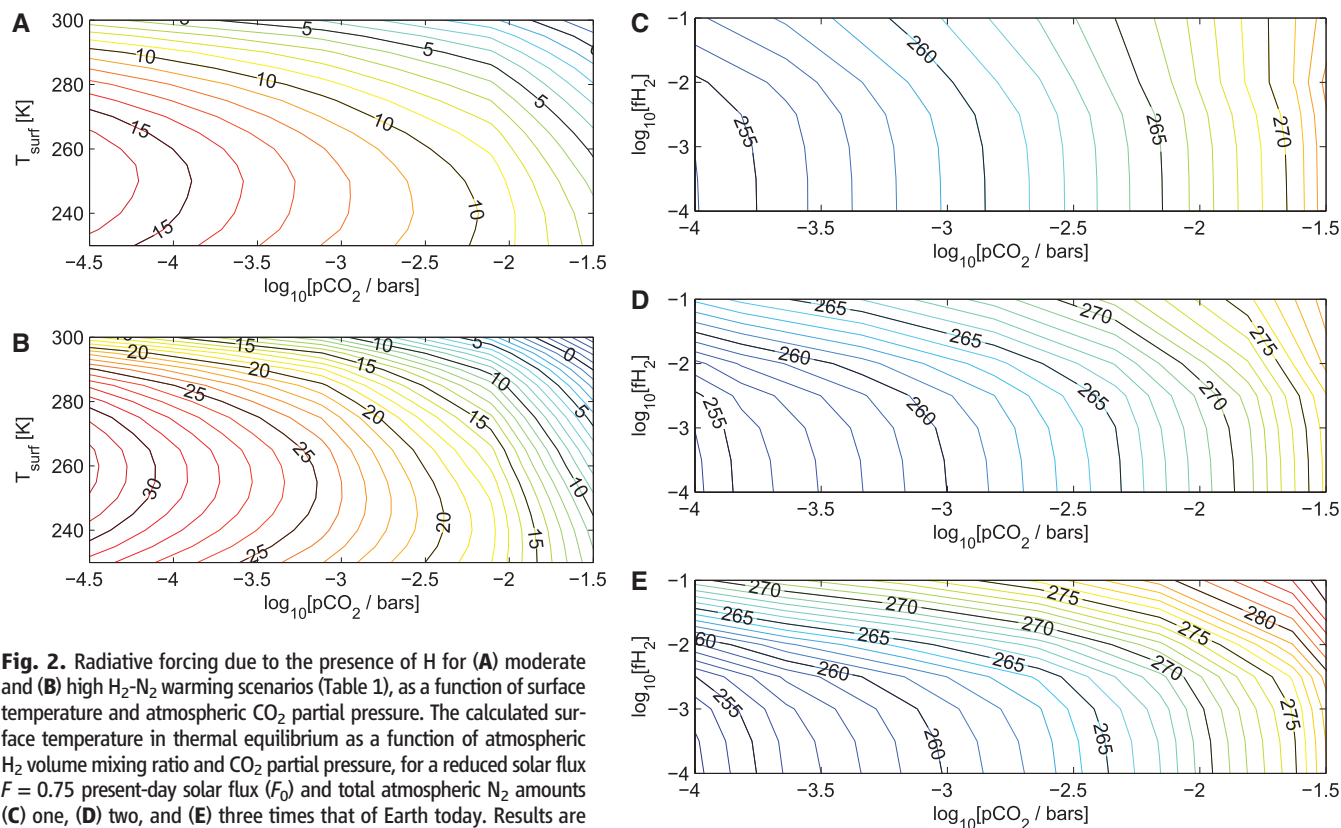 A
300
280
260
240
T_surf [K]
5
5
5
10
10
10
10
15
15
−4.5 −4 −3.5 −3 −2.5 −2 −1.5
log10[pCO2 / bars]
B
300
280
260
240
T_surf [K]
20 15 10 5 0
20 15 10 5
25
20
15
10
30
25
25
20
15
−4.5 −4 −3.5 −3 −2.5 −2 −1.5
log10[pCO2 / bars]
Fig. 2. Radiative forcing due to the presence of H for (A) moderate
and (B) high H2-N2 warming scenarios (Table 1), as a function of surface
temperature and atmospheric CO2 partial pressure. The calculated sur-
face temperature in thermal equilibrium as a function of atmospheric
H2 volume mixing ratio and CO2 partial pressure, for a reduced solar flux
F = 0.75 present-day solar flux (F0) and total atmospheric N2 amounts
(C) one, (D) two, and (E) three times that of Earth today. Results are
C
−1
−2
−3
−4
log10[fH2]
260
255
265
270
−4 −3.5 −3 −2.5 −2 −1.5
log10[pCO2 / bars]
D
−1
−2
−3
−4
log10[fH2]
265
270
265
275
260
270
255
260
265
−4 −3.5 −3 −2.5 −2 −1.5
log10[pCO2 / bars]
E
−1
−2
−3
−4
log10[fH2]
270
275
270
280
265
265
270
275
60
260
265
270
255
260
265
275
−4 −3.5 −3 −2.5 −2 −1.5
log10[pCO2 / bars]